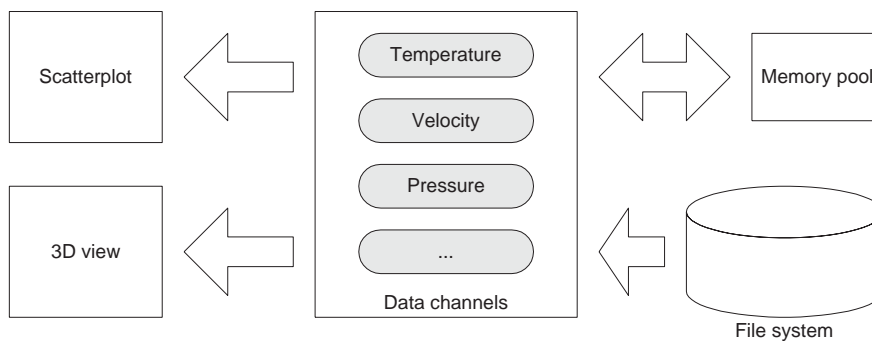 Scatterplot
3D view
Temperature
Velocity
Pressure
...
Data channels
Memory pool
File system